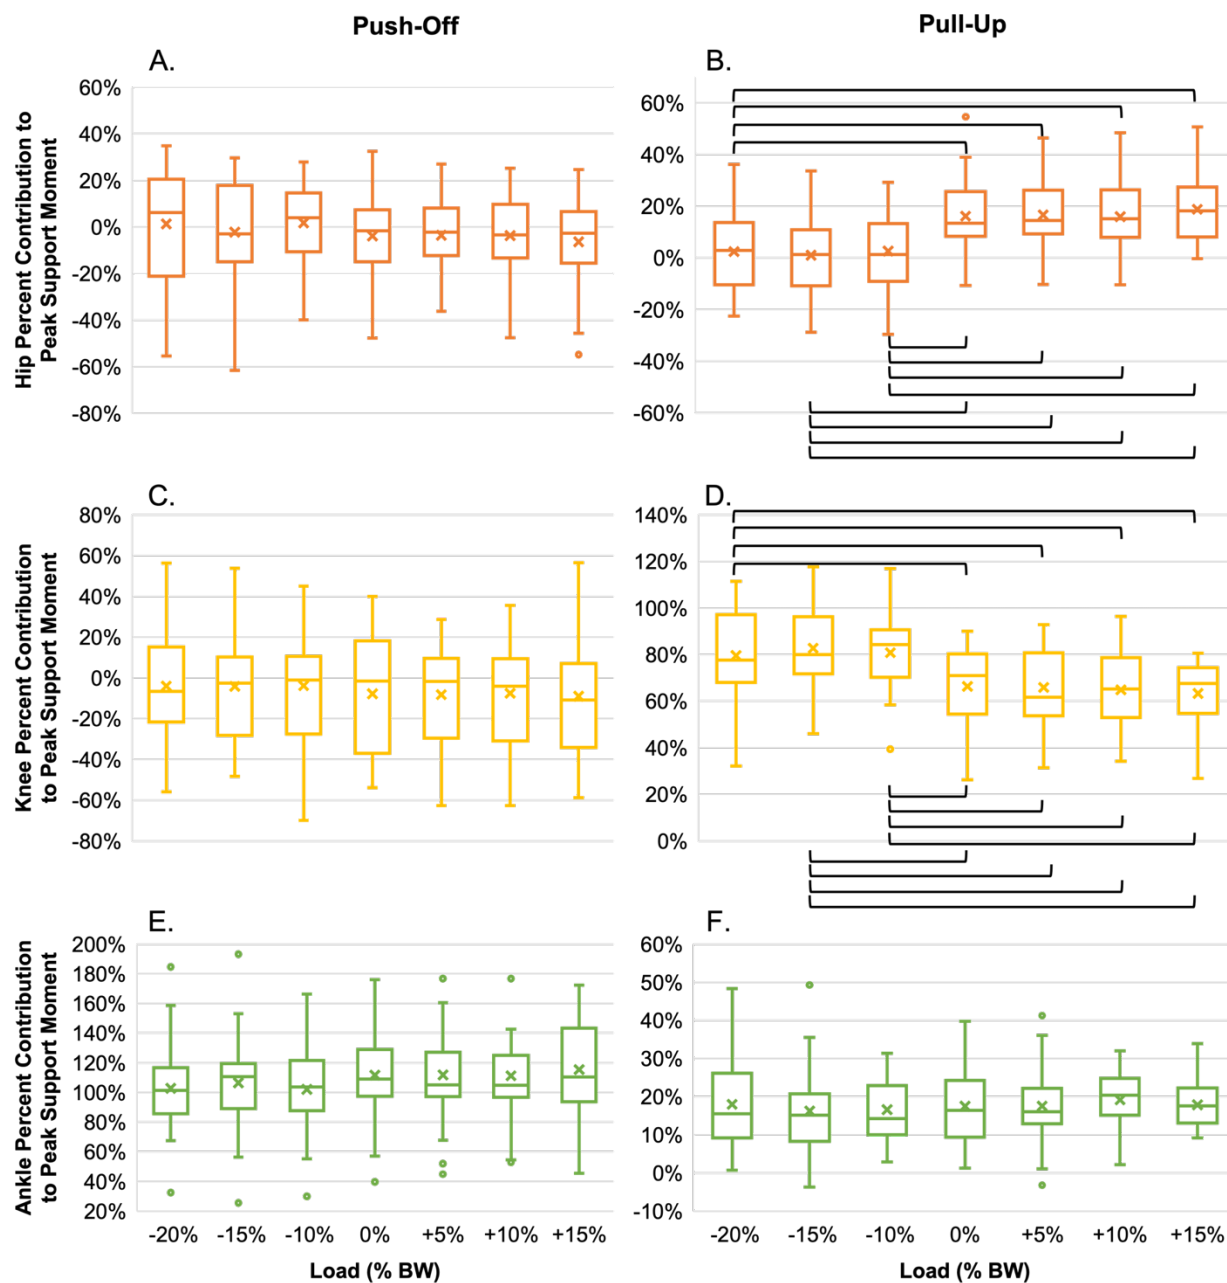 Push-Off
Pull-Up
A.
B.
Hip Percent Contribution to
Peak Support Moment
60%
40%
20%
0%
-20%
-40%
-60%
-80%
60%
40%
20%
0%
-20%
-40%
-60%
C.
D.
Knee Percent Contribution
to Peak Support Moment
80%
60%
40%
20%
0%
-20%
-40%
-60%
-80%
140%
120%
100%
80%
60%
40%
20%
0%
E.
F.
Ankle Percent Contribution
to Peak Support Moment
200%
180%
160%
140%
120%
100%
80%
60%
40%
20%
60%
50%
40%
30%
20%
10%
0%
-10%
-20% -15% -10% 0% +5% +10% +15%
-20% -15% -10% 0% +5% +10% +15%
Load (% BW)
Load (% BW)